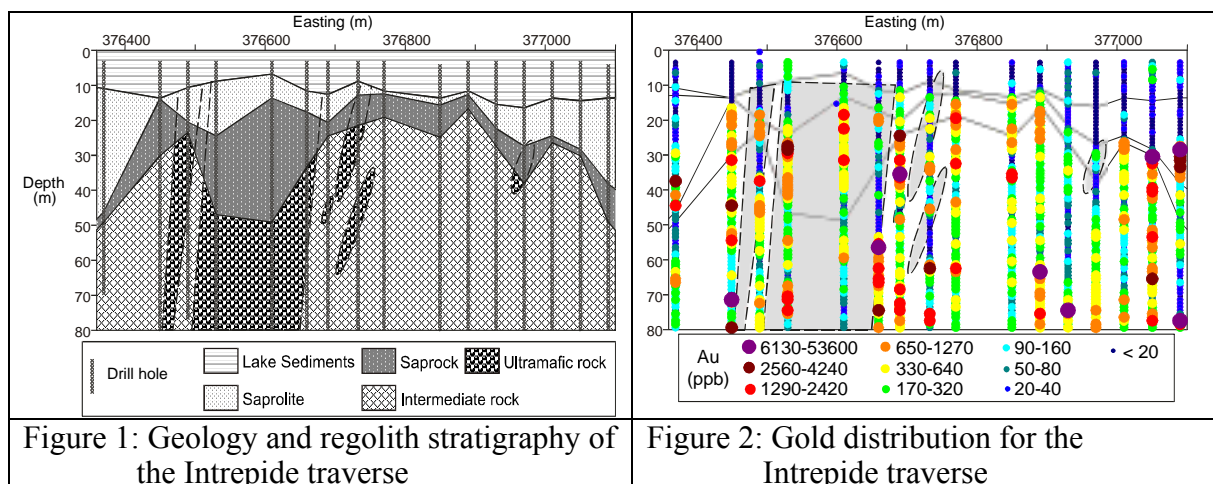 Easting (m)
376400 376600 376800 377000
0
10
20
30
Depth
(m)
40
50
60
70
80
Drill hole
Lake Sediments
Saprock
Ultramafic rock
Saprolite
Intermediate rock
Figure 1: Geology and regolith stratigraphy of
the Intrepide traverse
Easting (m)
376400 376600 376800 377000
0
10
20
30
Depth
(m)
40
50
60
70
80
Au
(ppb)
6130-53600
2560-4240
1290-2420
650-1270
330-640
170-320
90-160
50-80
20-40
< 20
Figure 2: Gold distribution for the
Intrepide traverse